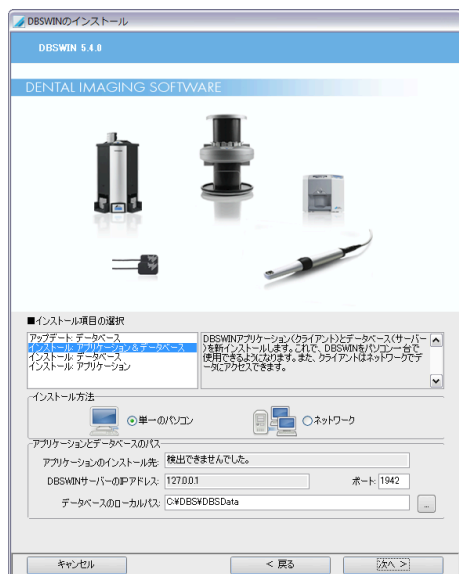 DBSWINのインストール
DBSWIN 5.4.0
DENTAL IMAGING SOFTWARE
■インストール項目の選択
アップデート: データベース
インストール: アプリケーション&データベース
インストール: データベース
インストール: アプリケーション
DBSWINアプリケーション(クライアント)とデータベース(サーバー
)を新インストールします。これで、DBSWINをパソコン一台で
使用できるようになります。また、クライアントはネットワークでデ
ータにアクセスできます。
インストール方法
単一のパソコン
ネットワーク
アプリケーションとデータベースのパス
アプリケーションのインストール先: 検出できませんでした。
DBSWINサーバーのIPアドレス: 127.0.0.1 ポート: 1942
データベースのローカルパス: C:¥DBS¥DBSData ...
キャンセル < 戻る 次へ >